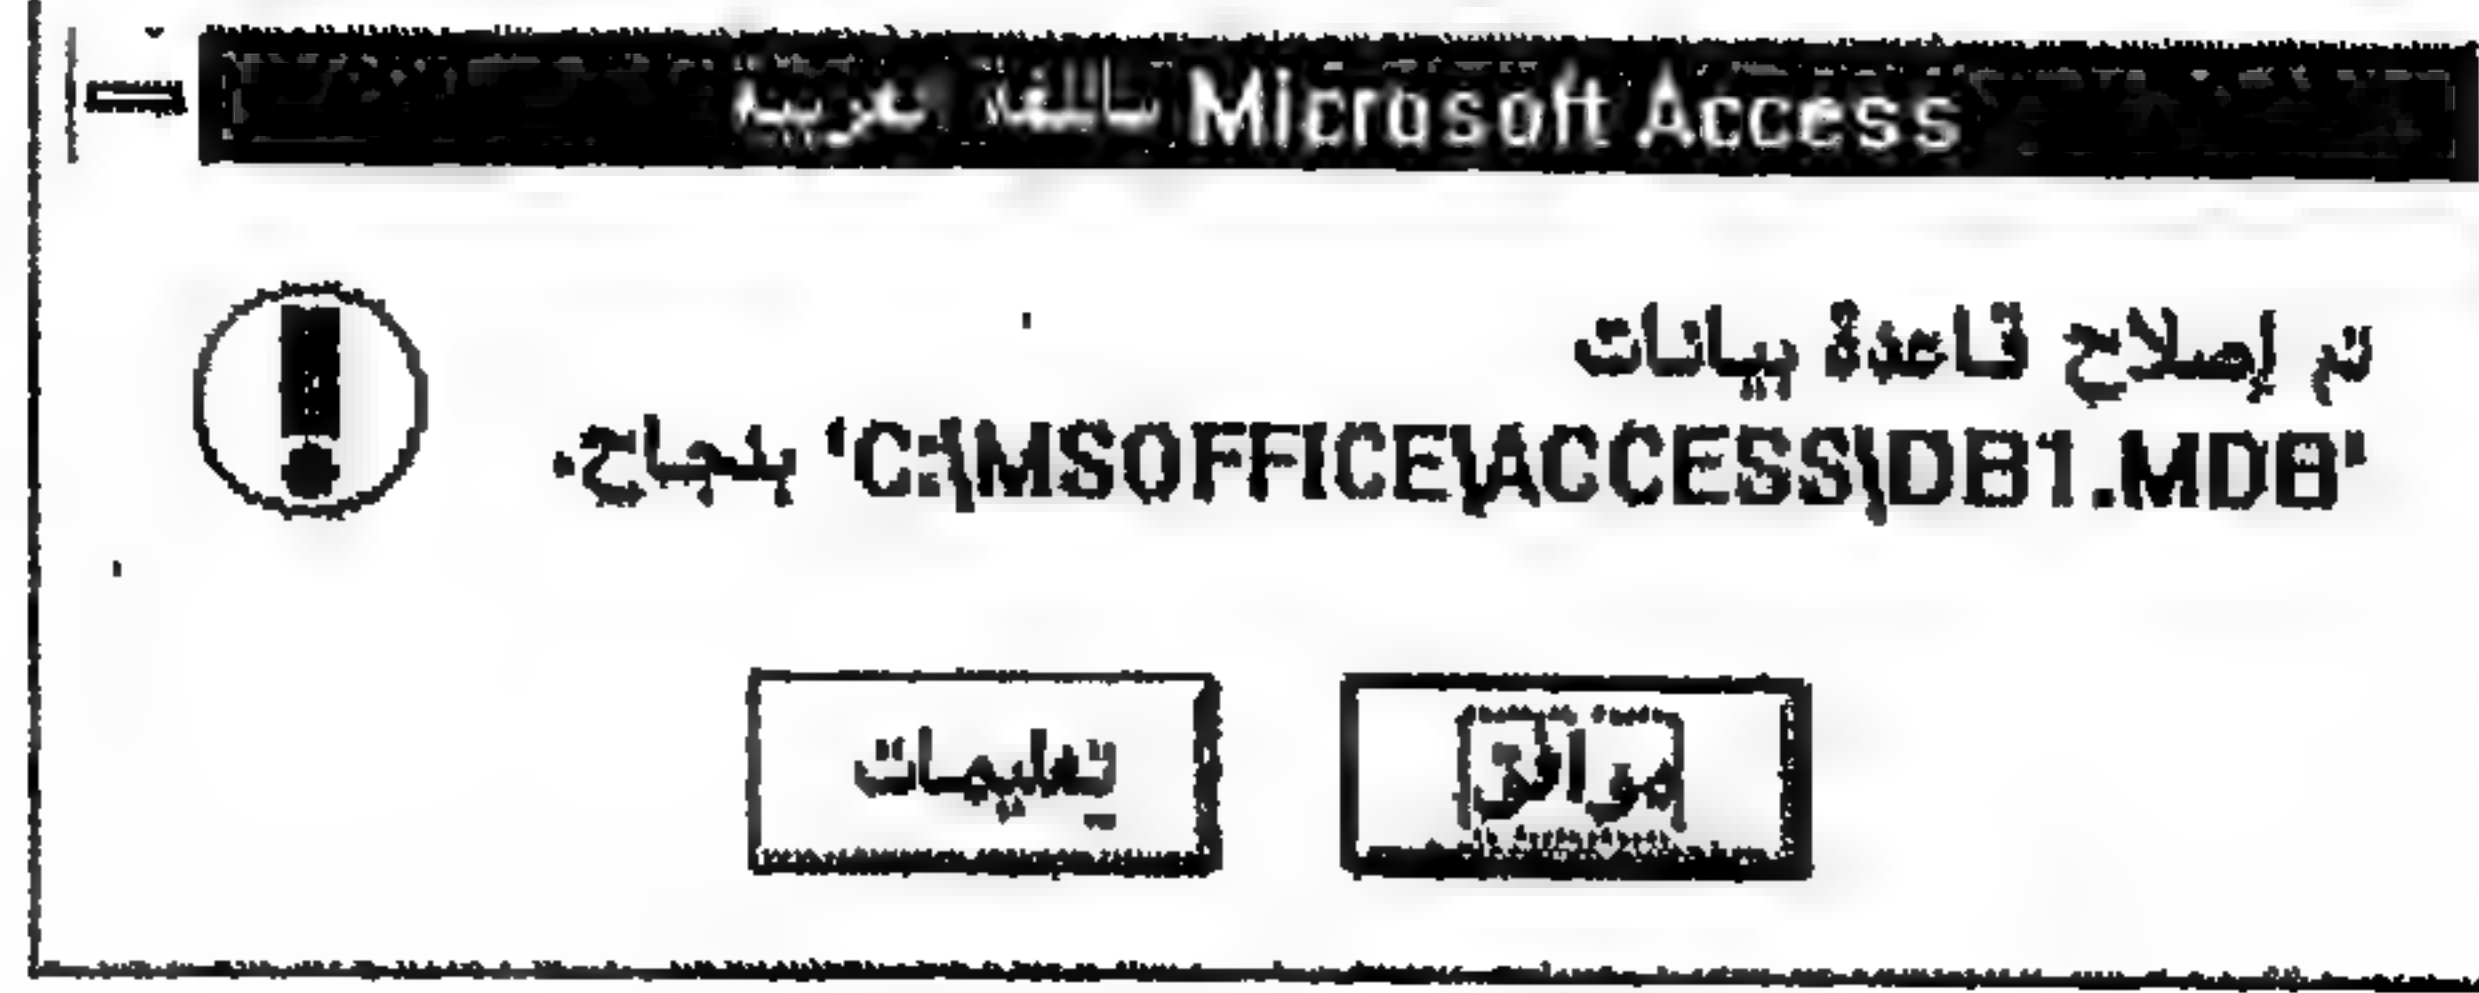 Microsoft Access باللغة العربية
تم إصلاح قاعدة بيانات
'C:\MSOFFICE\ACCESS\DB1.MDB' بنجاح.
موافق
تعليمات